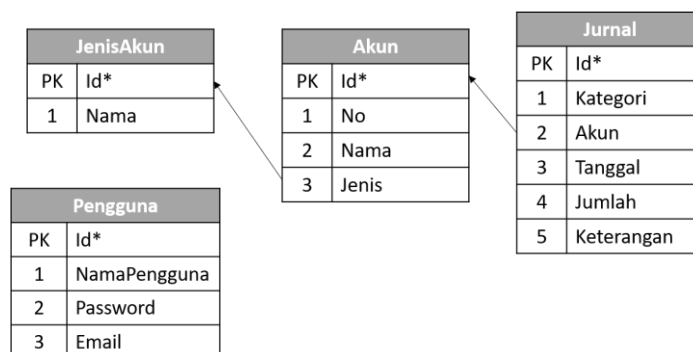 JenisAkun
PK Id*
1 Nama
Akun
PK Id*
1 No
2 Nama
3 Jenis
Jurnal
PK Id*
1 Kategori
2 Akun
3 Tanggal
4 Jumlah
5 Keterangan
Pengguna
PK Id*
1 NamaPengguna
2 Password
3 Email